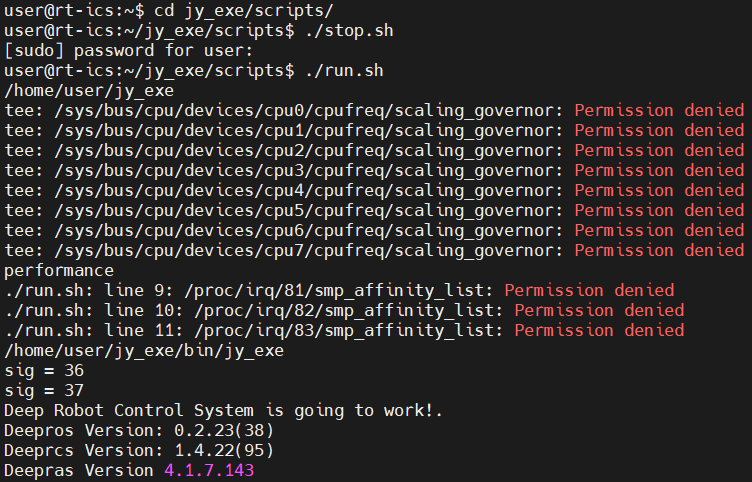 user@rt-ics:~$ cd jy_exe/scripts/
user@rt-ics:~/jy_exe/scripts$ ./stop.sh
[sudo] password for user:
user@rt-ics:~/jy_exe/scripts$ ./run.sh
/home/user/jy_exe
tee: /sys/bus/cpu/devices/cpu0/cpufreq/scaling_governor: Permission denied
tee: /sys/bus/cpu/devices/cpu1/cpufreq/scaling_governor: Permission denied
tee: /sys/bus/cpu/devices/cpu2/cpufreq/scaling_governor: Permission denied
tee: /sys/bus/cpu/devices/cpu3/cpufreq/scaling_governor: Permission denied
tee: /sys/bus/cpu/devices/cpu4/cpufreq/scaling_governor: Permission denied
tee: /sys/bus/cpu/devices/cpu5/cpufreq/scaling_governor: Permission denied
tee: /sys/bus/cpu/devices/cpu6/cpufreq/scaling_governor: Permission denied
tee: /sys/bus/cpu/devices/cpu7/cpufreq/scaling_governor: Permission denied
performance
./run.sh: line 9: /proc/irq/81/smp_affinity_list: Permission denied
./run.sh: line 10: /proc/irq/82/smp_affinity_list: Permission denied
./run.sh: line 11: /proc/irq/83/smp_affinity_list: Permission denied
/home/user/jy_exe/bin/jy_exe
sig = 36
sig = 37
Deep Robot Control System is going to work!.
Deepros Version: 0.2.23(38)
Deeprcs Version: 1.4.22(95)
Deepras Version 4.1.7.143